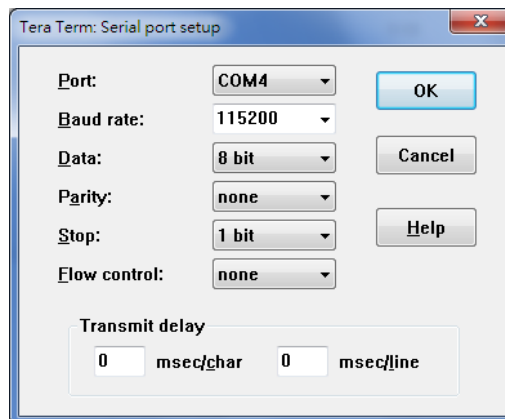 Tera Term: Serial port setup
Port: COM4
OK
Baud rate: 115200
Data: 8 bit
Cancel
Parity: none
Stop: 1 bit
Help
Flow control: none
Transmit delay
0 msec/char 0 msec/line